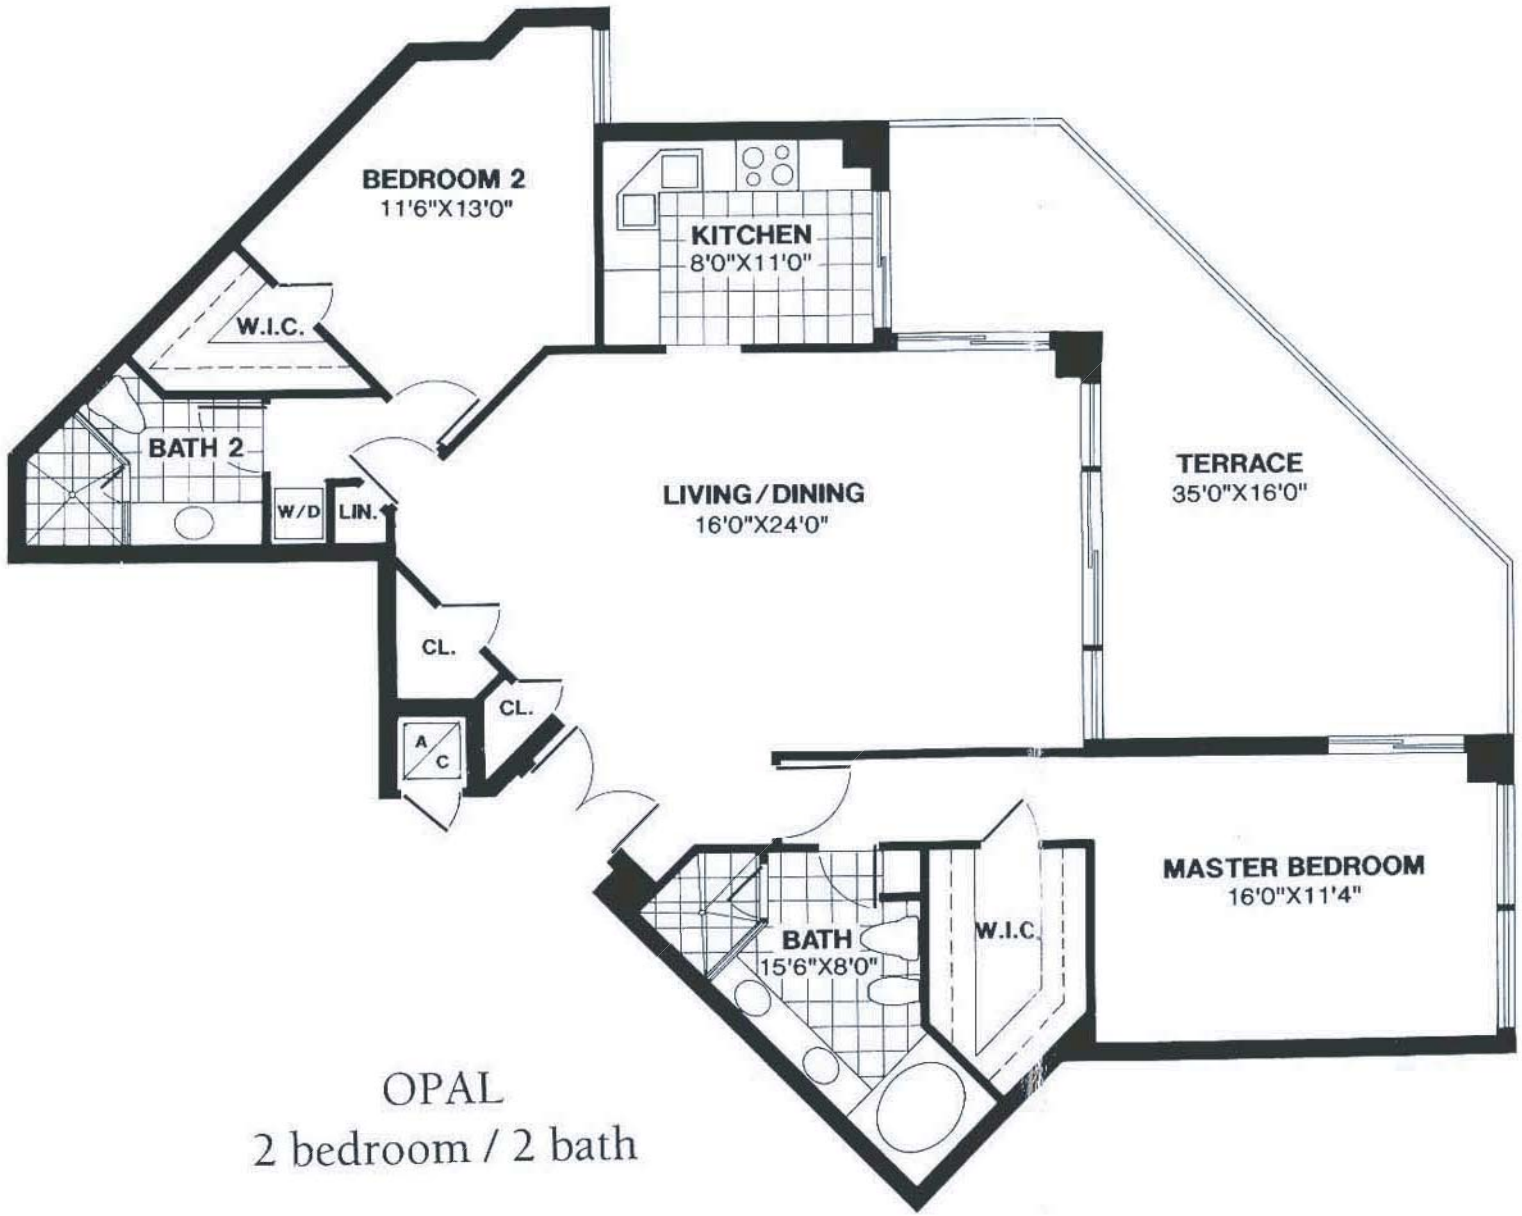 BEDROOM 2
11'6"X13'0"
KITCHEN
8'0"X11'0"
W.I.C.
BATH 2
W/D
LIN.
LIVING/DINING
16'0"X24'0"
TERRACE
35'0"X16'0"
CL.
CL.
A
C
MASTER BEDROOM
16'0"X11'4"
BATH
15'6"X8'0"
W.I.C.
OPAL
2 bedroom / 2 bath